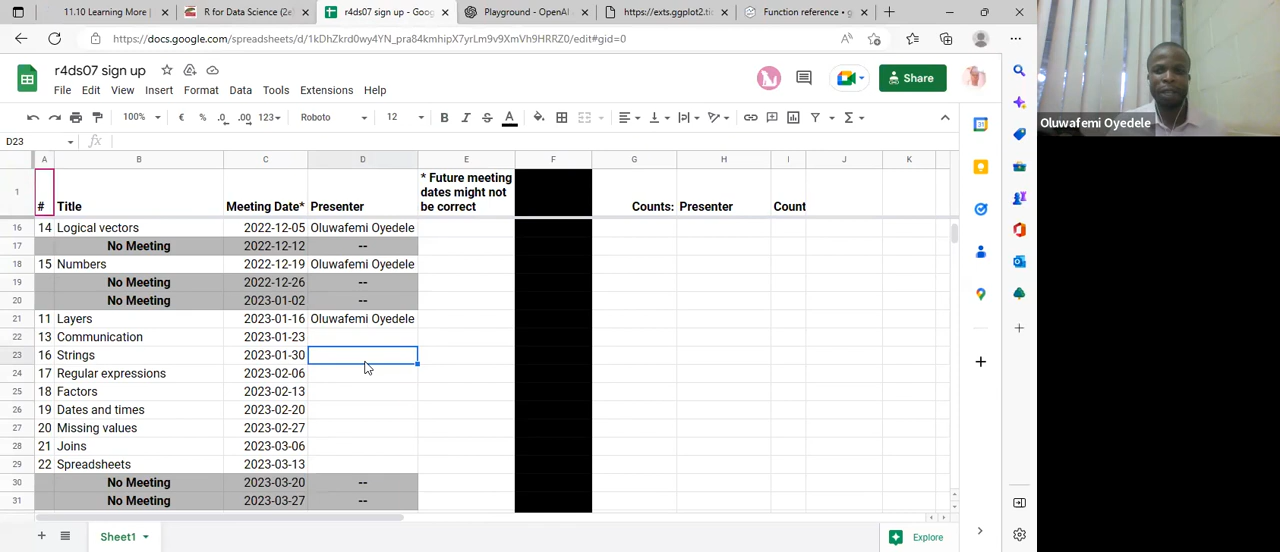 11.10 Learning More |
R for Data Science (2e)
r4ds07 sign up - Goog
Playground - OpenAI
https://exts.ggplot2.tid
Function reference •
https://docs.google.com/spreadsheets/d/1kDhZkrd0wy4YN_pra84kmhipX7yrLm9v9XmVh9HRRZ0/edit#gid=0
r4ds07 sign up
Share
File Edit View Insert Format Data Tools Extensions Help
100% € % .0 .00 123 Roboto 12
D23 fx
A B C D E F G H I J K
1 # Title Meeting Date* Presenter * Future meeting
dates might not
be correct Counts: Presenter Count
16 14 Logical vectors 2022-12-05 Oluwafemi Oyedele
17 No Meeting 2022-12-12 --
18 15 Numbers 2022-12-19 Oluwafemi Oyedele
19 No Meeting 2022-12-26 --
20 No Meeting 2023-01-02 --
21 11 Layers 2023-01-16 Oluwafemi Oyedele
22 13 Communication 2023-01-23
23 16 Strings 2023-01-30
24 17 Regular expressions 2023-02-06
25 18 Factors 2023-02-13
26 19 Dates and times 2023-02-20
27 20 Missing values 2023-02-27
28 21 Joins 2023-03-06
29 22 Spreadsheets 2023-03-13
30 No Meeting 2023-03-20 --
31 No Meeting 2023-03-27 --
Sheet1
Explore
Oluwafemi Oyedele